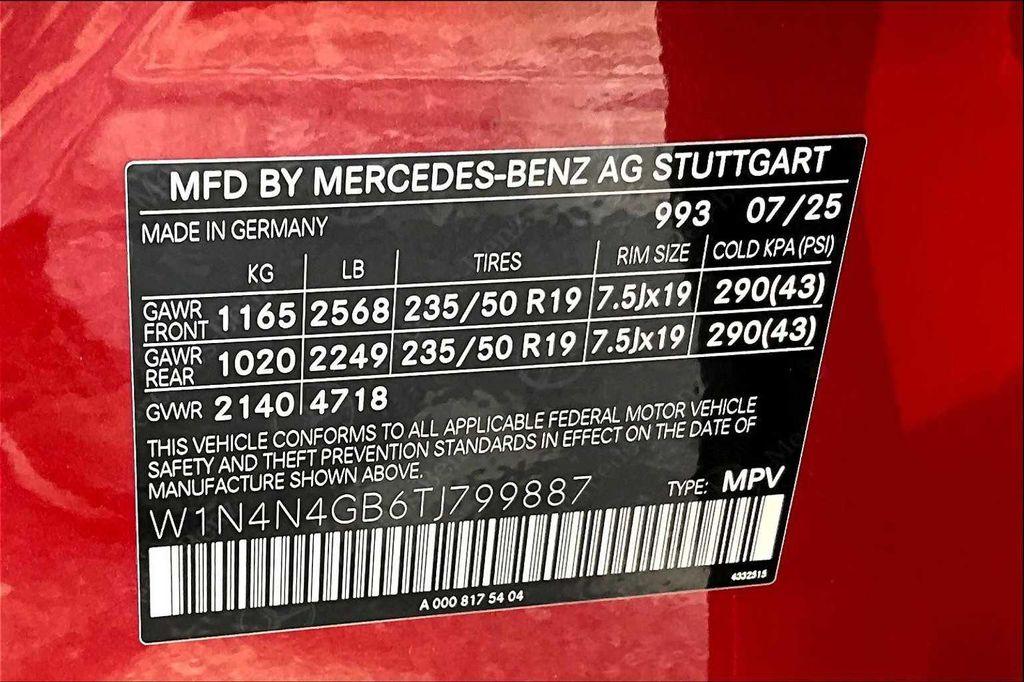 MFD BY MERCEDES-BENZ AG STUTTGART
MADE IN GERMANY 993 07/25
KG LB TIRES RIM SIZE COLD KPA (PSI)
GAWR FRONT 1165 2568 235/50 R19 7.5Jx19 290(43)
GAWR REAR 1020 2249 235/50 R19 7.5Jx19 290(43)
GVWR 2140 4718
THIS VEHICLE CONFORMS TO ALL APPLICABLE FEDERAL MOTOR VEHICLE
SAFETY AND THEFT PREVENTION STANDARDS IN EFFECT ON THE DATE OF
MANUFACTURE SHOWN ABOVE.
W1N4N4GB6TJ799887 TYPE: MPV
4332515
A 000 817 54 04